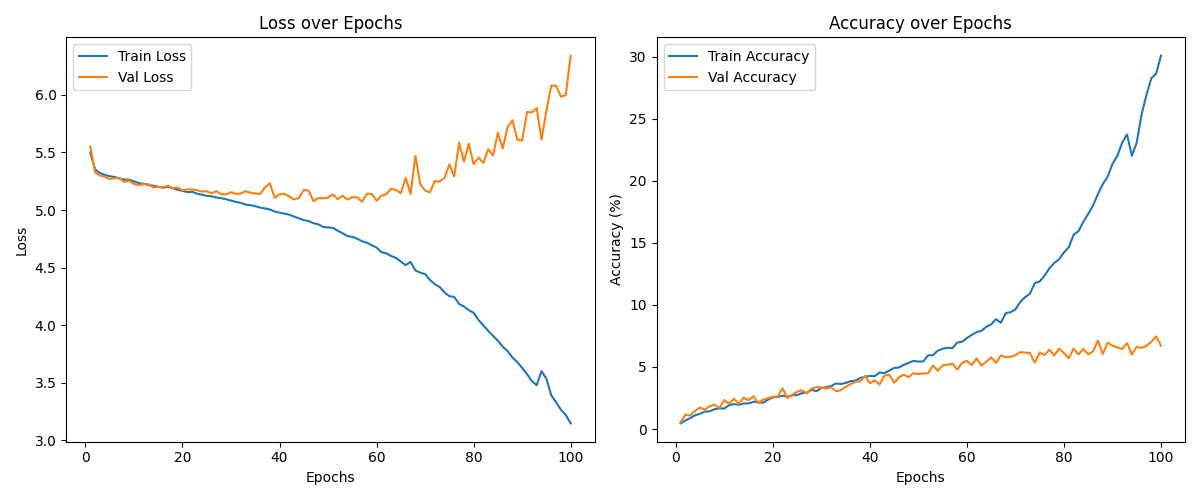 Loss over Epochs
Train Loss
Val Loss
6.0
5.5
5.0
4.5
4.0
3.5
3.0
Loss
0 20 40 60 80 100
Epochs
Accuracy over Epochs
Train Accuracy
Val Accuracy
30
25
20
15
10
5
0
Accuracy (%)
0 20 40 60 80 100
Epochs